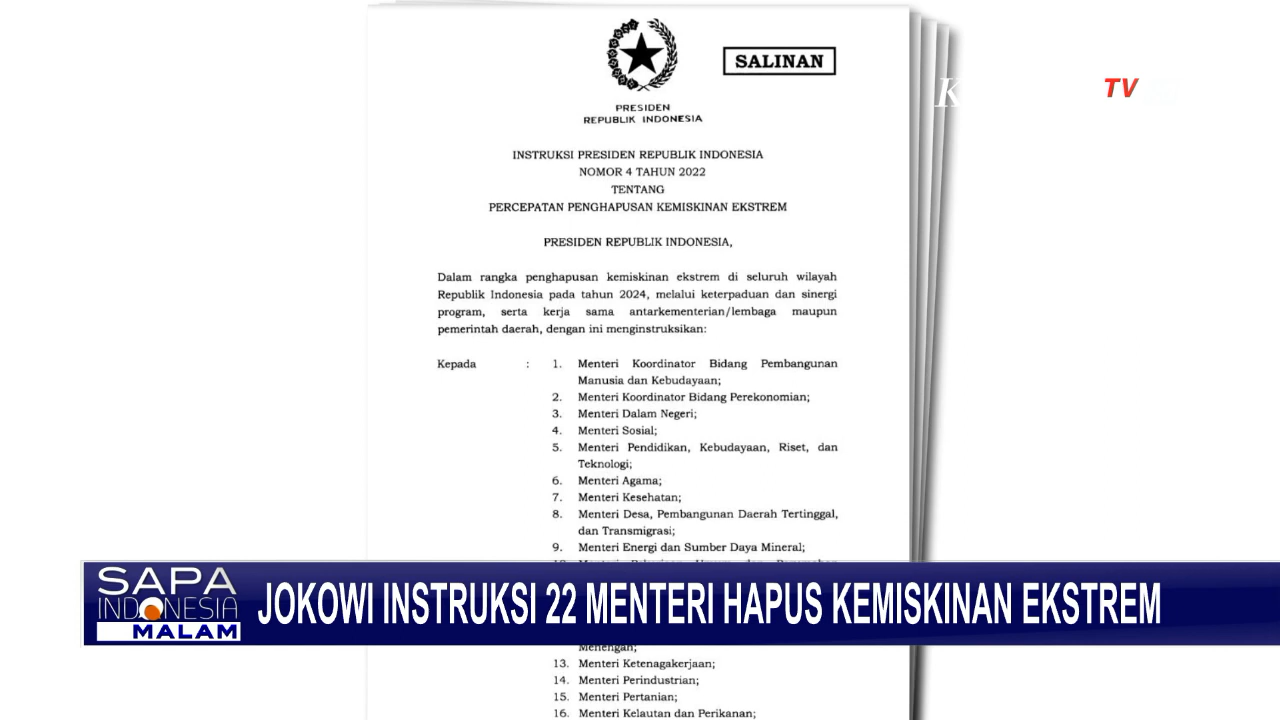 PRESIDEN
REPUBLIK INDONESIA
SALINAN
K
TV
INSTRUKSI PRESIDEN REPUBLIK INDONESIA
NOMOR 4 TAHUN 2022
TENTANG
PERCEPATAN PENGHAPUSAN KEMISKINAN EKSTREM
PRESIDEN REPUBLIK INDONESIA,
Dalam rangka penghapusan kemiskinan ekstrem di seluruh wilayah
Republik Indonesia pada tahun 2024, melalui keterpaduan dan sinergi
program, serta kerja sama antarkementerian/lembaga maupun
pemerintah daerah, dengan ini menginstruksikan:
Kepada : 1. Menteri Koordinator Bidang Pembangunan
Manusia dan Kebudayaan;
2. Menteri Koordinator Bidang Perekonomian;
3. Menteri Dalam Negeri;
4. Menteri Sosial;
5. Menteri Pendidikan, Kebudayaan, Riset, dan
Teknologi;
6. Menteri Agama;
7. Menteri Kesehatan;
8. Menteri Desa, Pembangunan Daerah Tertinggal,
dan Transmigrasi;
9. Menteri Energi dan Sumber Daya Mineral;
SAPA
INDONESIA
MALAM
JOKOWI INSTRUKSI 22 MENTERI HAPUS KEMISKINAN EKSTREM
Menengah;
13. Menteri Ketenagakerjaan;
14. Menteri Perindustrian;
15. Menteri Pertanian;
16. Menteri Kelautan dan Perikanan;